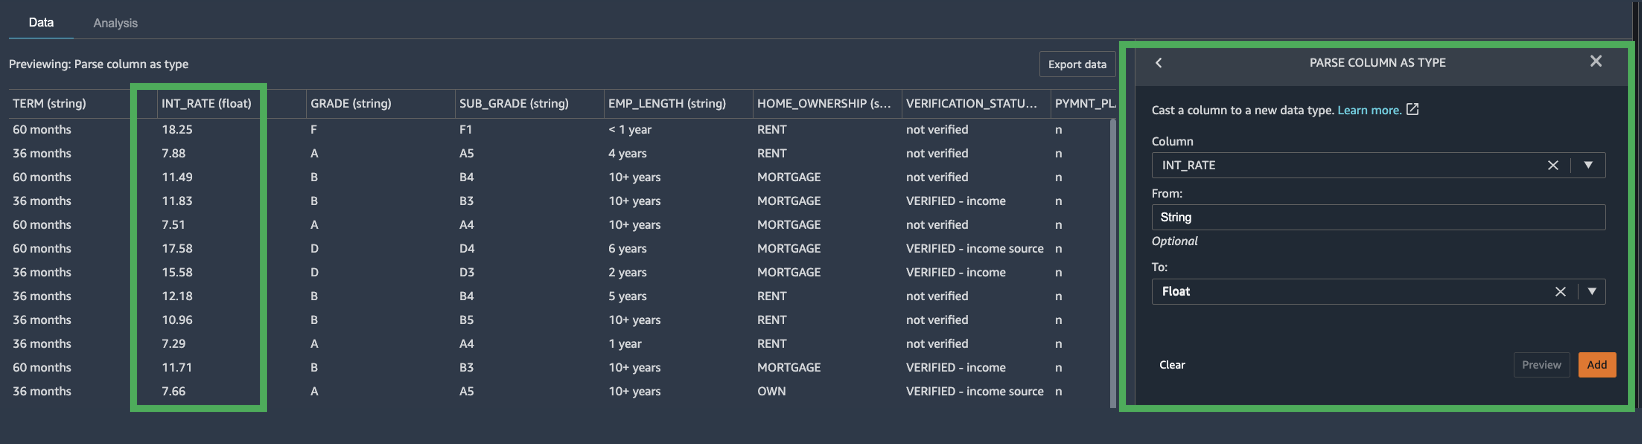 Data Analysis
Previewing: Parse column as type
Export data
TERM (string) INT_RATE (float) GRADE (string) SUB_GRADE (string) EMP_LENGTH (string) HOME_OWNERSHIP (s... VERIFICATION_STATU... PYMNT_PL
60 months 18.25 F F1 < 1 year RENT not verified n
36 months 7.88 A A5 4 years RENT not verified n
60 months 11.49 B B4 10+ years MORTGAGE not verified n
36 months 11.83 B B3 10+ years MORTGAGE VERIFIED - income n
60 months 7.51 A A4 10+ years MORTGAGE not verified n
60 months 17.58 D D4 6 years MORTGAGE VERIFIED - income source n
36 months 15.58 D D3 2 years MORTGAGE VERIFIED - income n
36 months 12.18 B B4 5 years RENT not verified n
36 months 10.96 B B5 10+ years RENT not verified n
36 months 7.29 A A4 1 year RENT not verified n
60 months 11.71 B B3 10+ years MORTGAGE VERIFIED - income n
36 months 7.66 A A5 10+ years OWN VERIFIED - income source n
PARSE COLUMN AS TYPE
Cast a column to a new data type. Learn more.
Column
INT_RATE
From:
String
Optional
To:
Float
Clear Preview Add